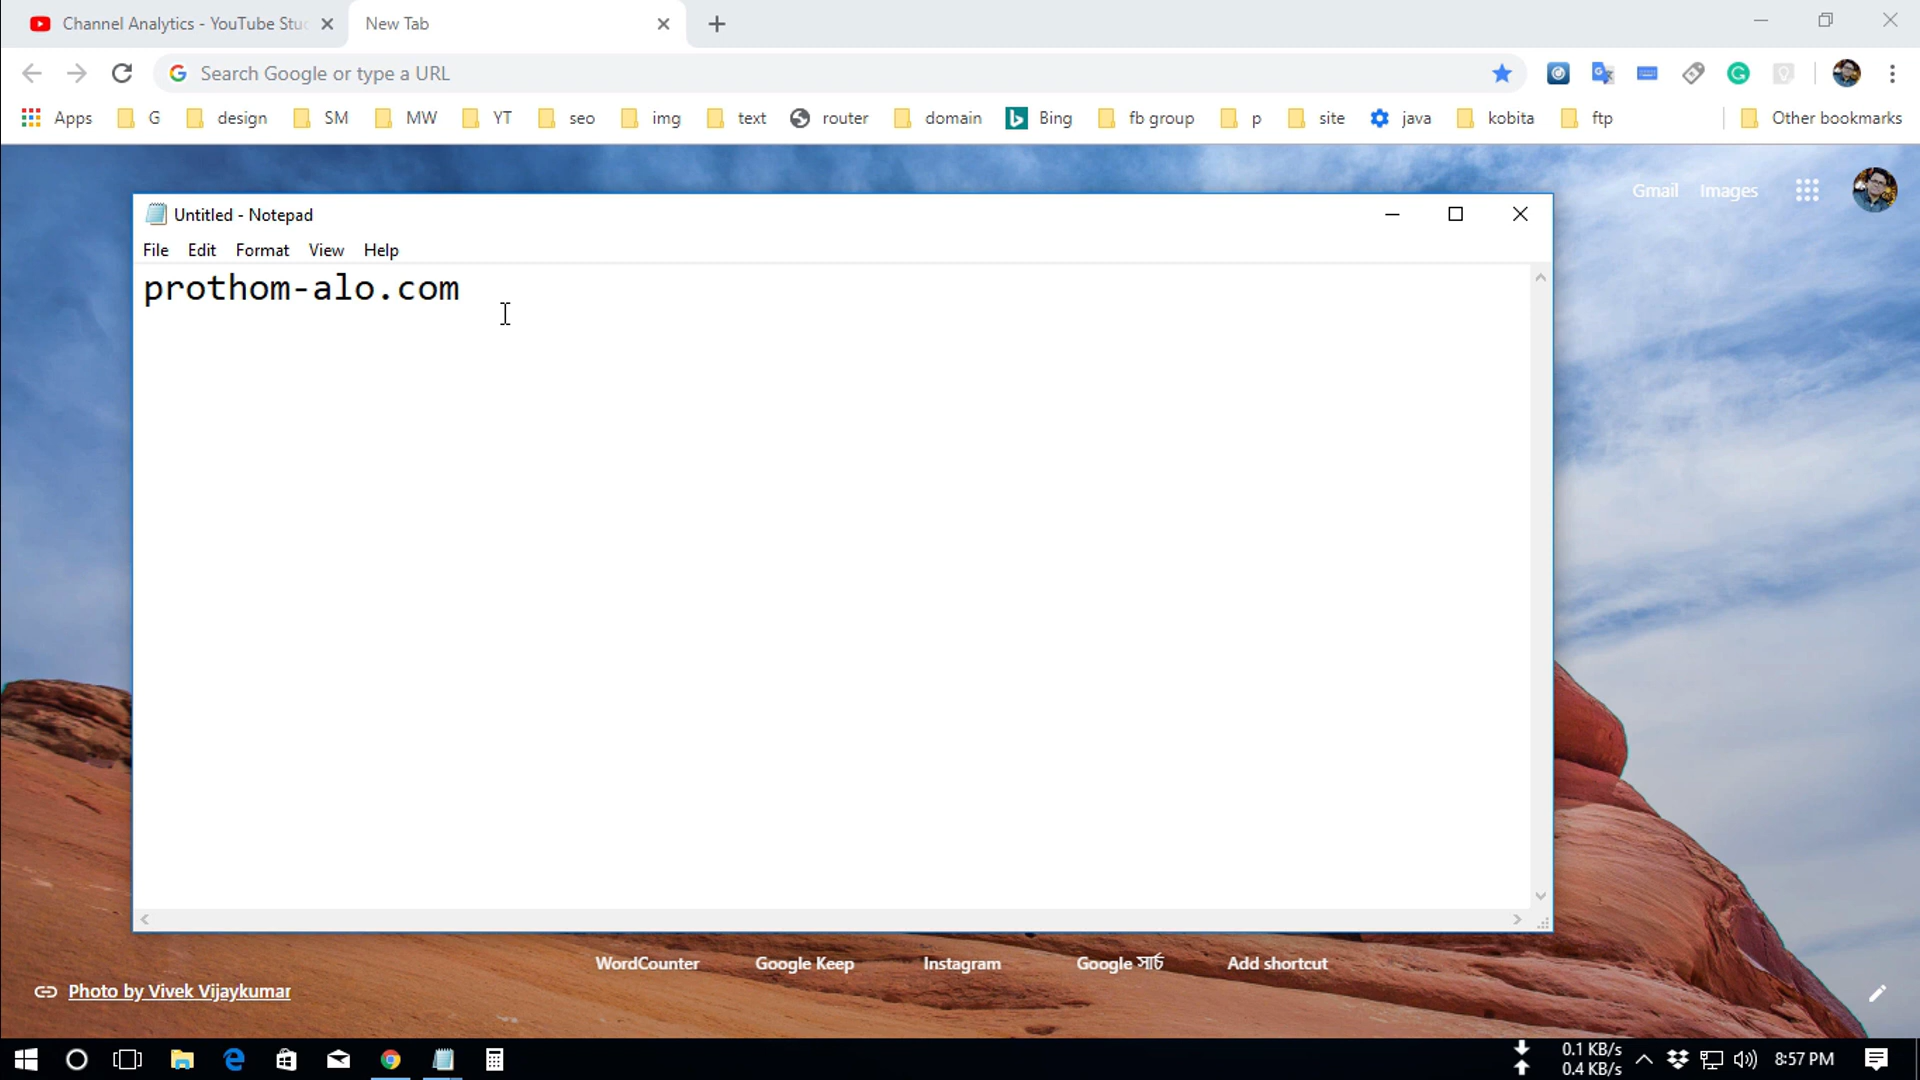 Channel Analytics - YouTube Stu
New Tab
Search Google or type a URL
Apps G design SM MW YT seo img text router domain Bing fb group p site java kobita ftp Other bookmarks
Gmail Images
Untitled - Notepad
File Edit Format View Help
prothom-alo.com
WordCounter Google Keep Instagram Google সার্চ Add shortcut
Photo by Vivek Vijaykumar
0.1 KB/s
0.4 KB/s
8:57 PM